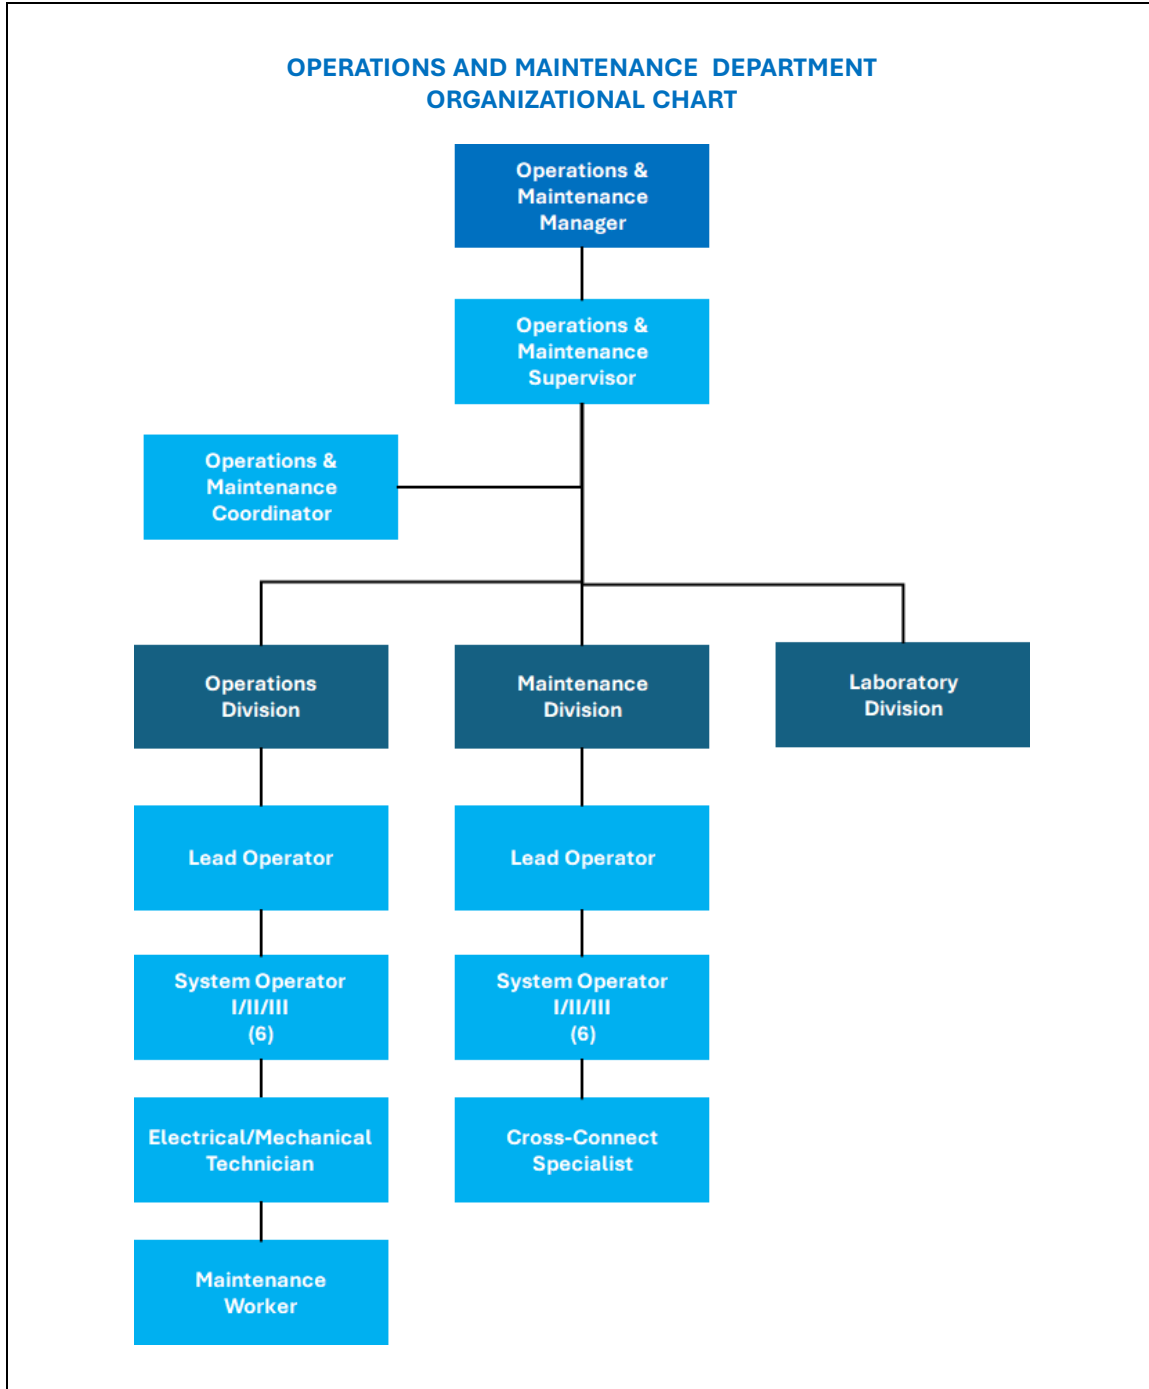 OPERATIONS AND MAINTENANCE DEPARTMENT
ORGANIZATIONAL CHART
Operations &
Maintenance
Manager
Operations &
Maintenance
Supervisor
Operations &
Maintenance
Coordinator
Operations
Division
Maintenance
Division
Laboratory
Division
Lead Operator
Lead Operator
System Operator
I/II/III
(6)
System Operator
I/II/III
(6)
Electrical/Mechanical
Technician
Cross-Connect
Specialist
Maintenance
Worker